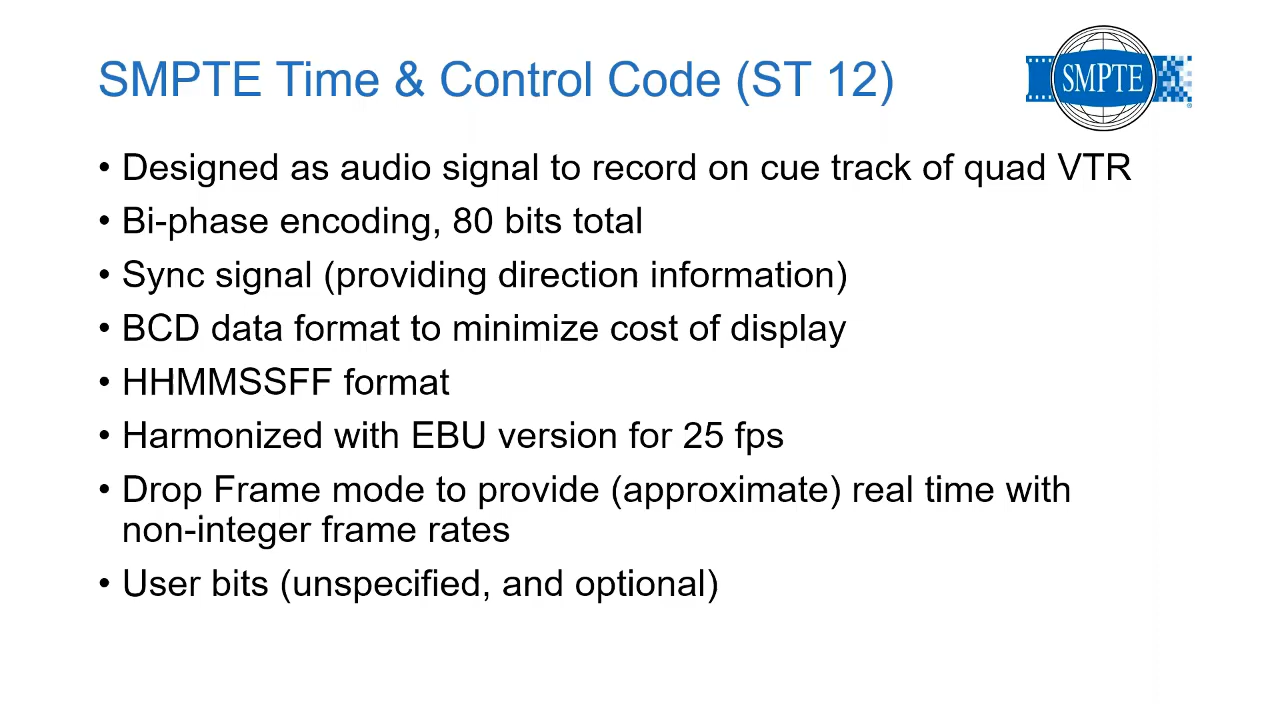 SMPTE Time & Control Code (ST 12)
SMPTE
• Designed as audio signal to record on cue track of quad VTR
• Bi-phase encoding, 80 bits total
• Sync signal (providing direction information)
• BCD data format to minimize cost of display
• HHMMSSFF format
• Harmonized with EBU version for 25 fps
• Drop Frame mode to provide (approximate) real time with
non-integer frame rates
• User bits (unspecified, and optional)